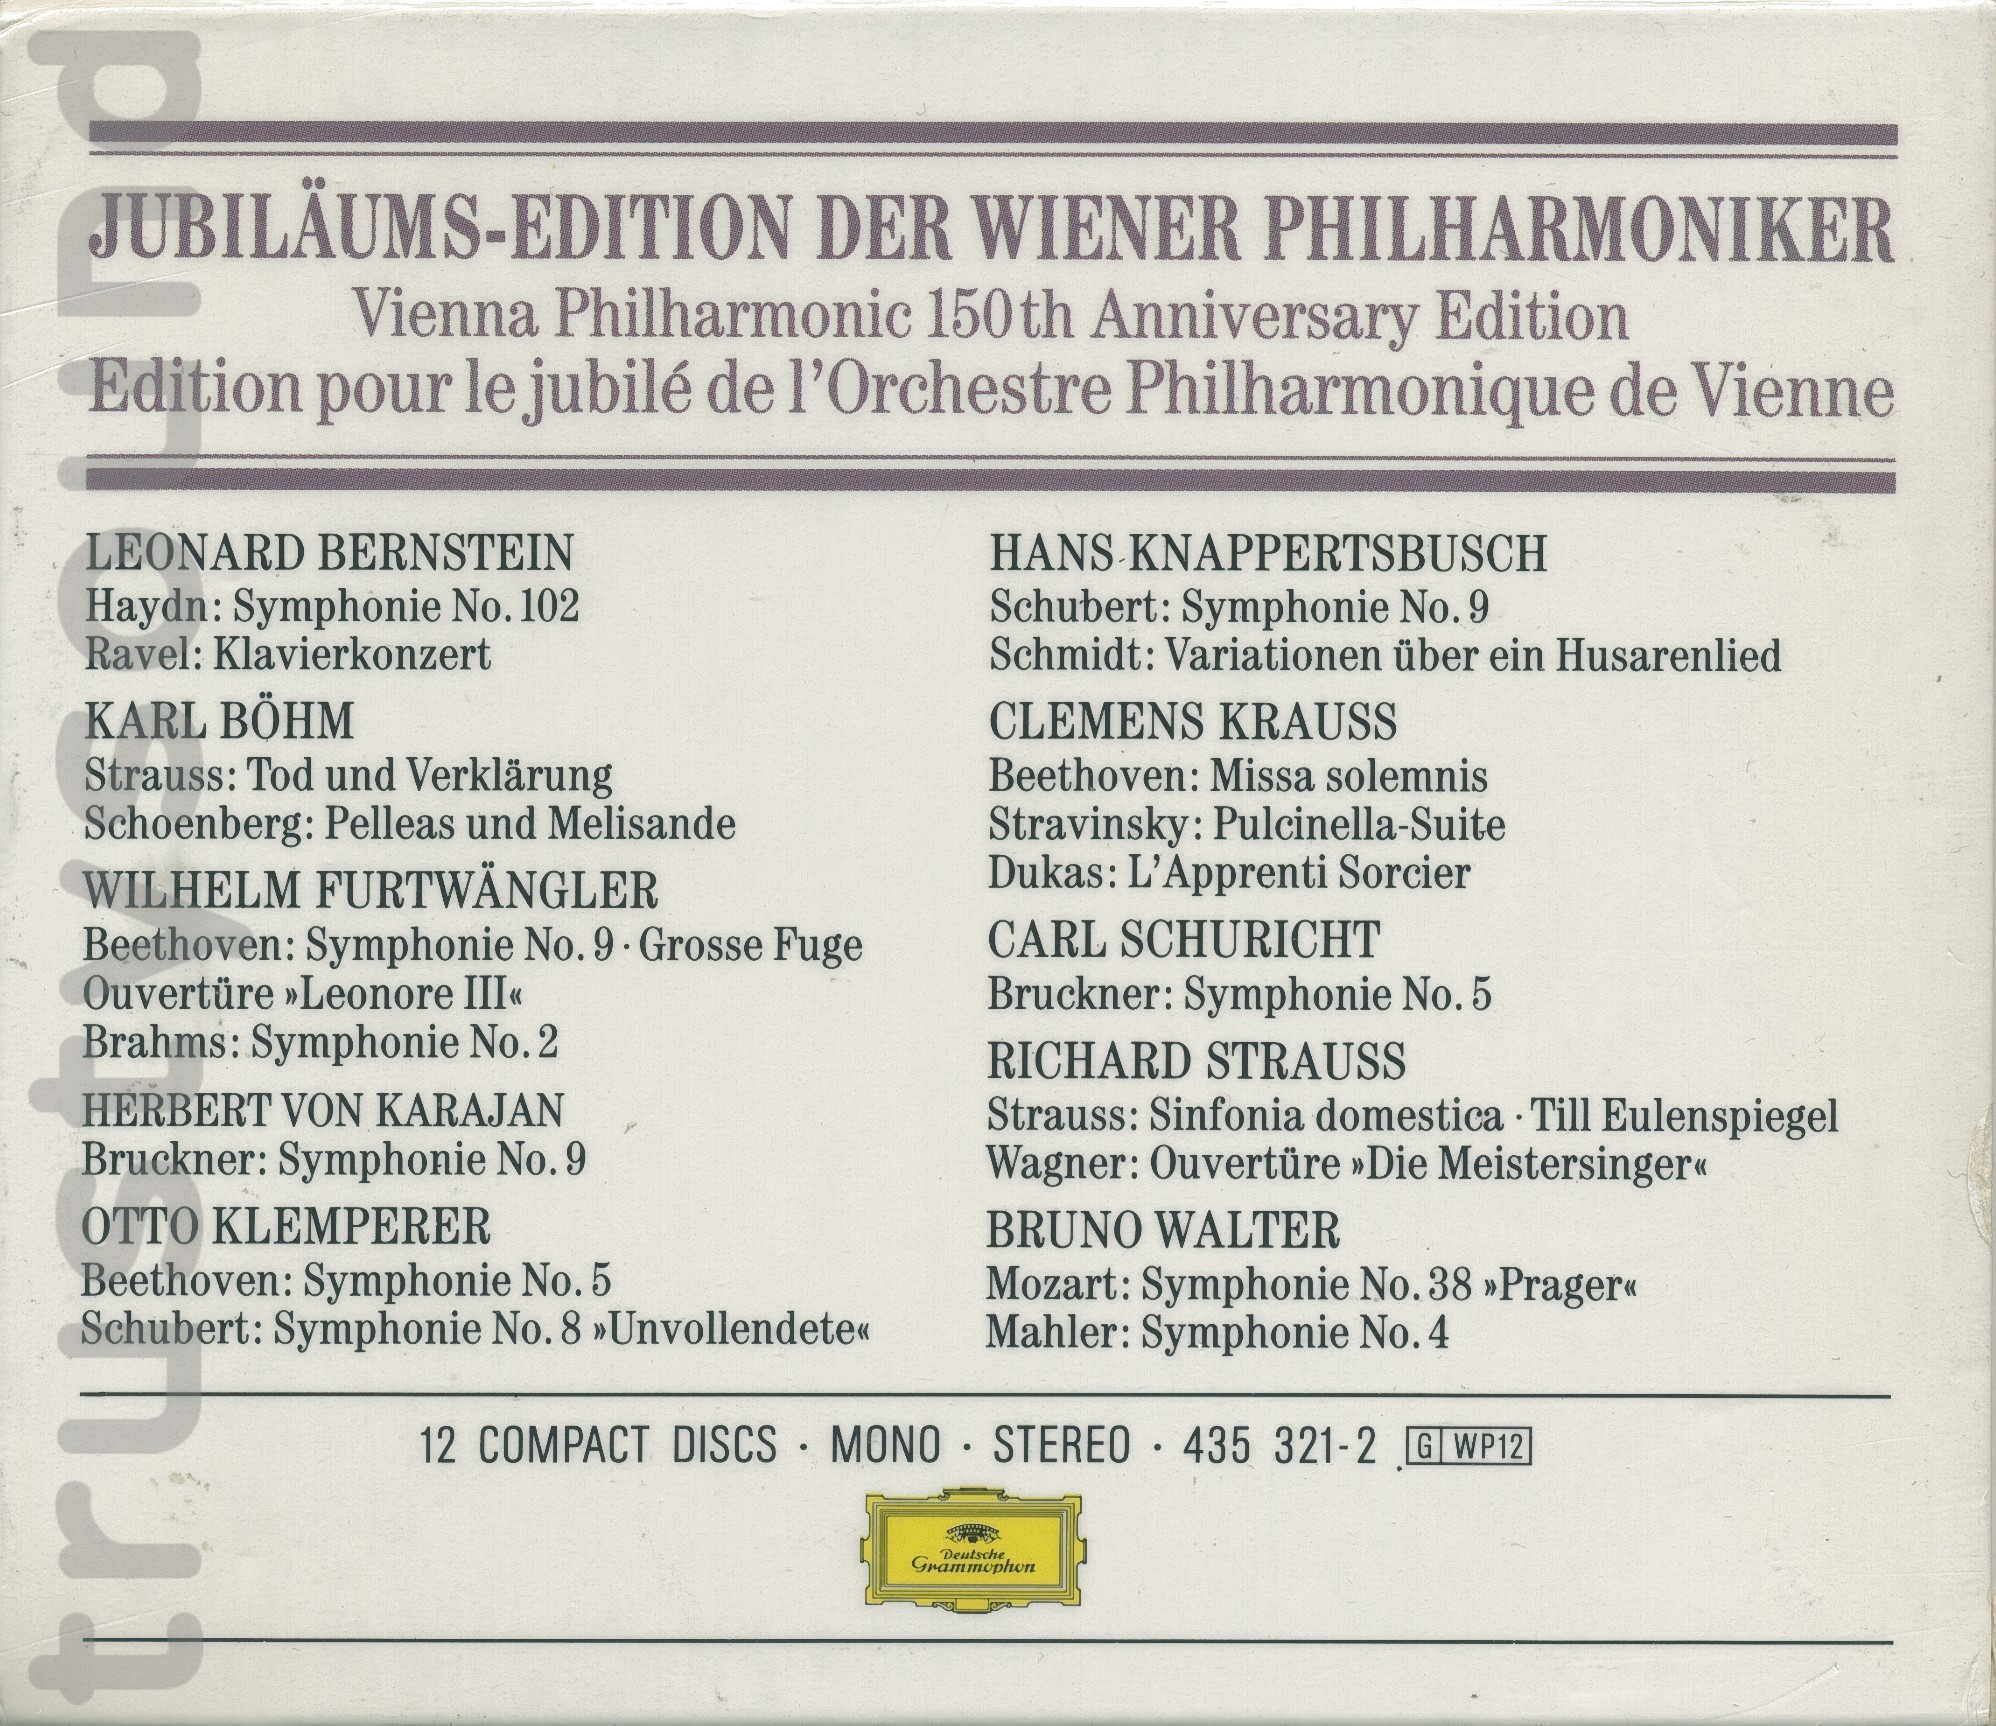 JUBILÄUMS-EDITION DER WIENER PHILHARMONIKER
Vienna Philharmonic 150th Anniversary Edition
Edition pour le jubilé de l'Orchestre Philharmonique de Vienne
LEONARD BERNSTEIN
Haydn: Symphonie No. 102
Ravel: Klavierkonzert
KARL BÖHM
Strauss: Tod und Verklärung
Schoenberg: Pelleas und Melisande
WILHELM FURTWÄNGLER
Beethoven: Symphonie No. 9 · Grosse Fuge
Ouvertüre »Leonore III«
Brahms: Symphonie No. 2
HERBERT VON KARAJAN
Bruckner: Symphonie No. 9
OTTO KLEMPERER
Beethoven: Symphonie No. 5
Schubert: Symphonie No. 8 »Unvollendete«
HANS KNAPPERTSBUSCH
Schubert: Symphonie No. 9
Schmidt: Variationen über ein Husarenlied
CLEMENS KRAUSS
Beethoven: Missa solemnis
Stravinsky: Pulcinella-Suite
Dukas: L'Apprenti Sorcier
CARL SCHURICHT
Bruckner: Symphonie No. 5
RICHARD STRAUSS
Strauss: Sinfonia domestica · Till Eulenspiegel
Wagner: Ouvertüre »Die Meistersinger«
BRUNO WALTER
Mozart: Symphonie No. 38 »Prager«
Mahler: Symphonie No. 4
12 COMPACT DISCS · MONO · STEREO · 435 321-2 G WP12
Deutsche
Grammophon
trustysound